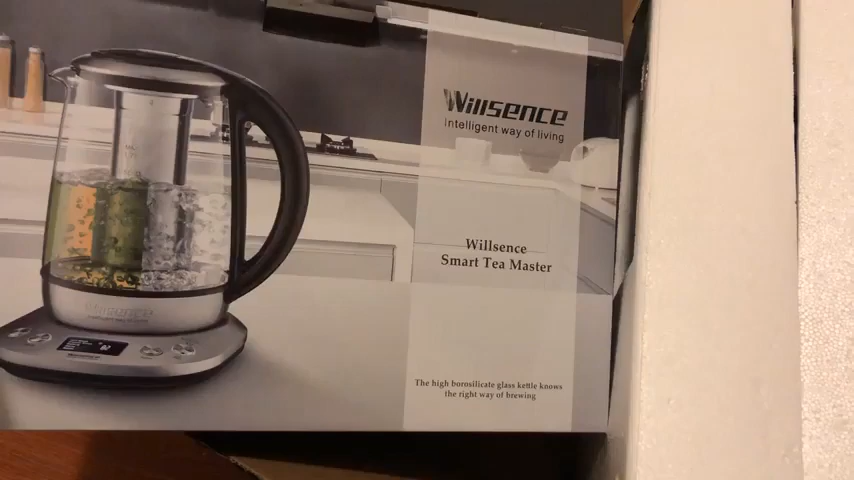 Willsence
Intelligent way of living
Willsence
Smart Tea Master
The high borosilicate glass kettle knows
the right way of brewing